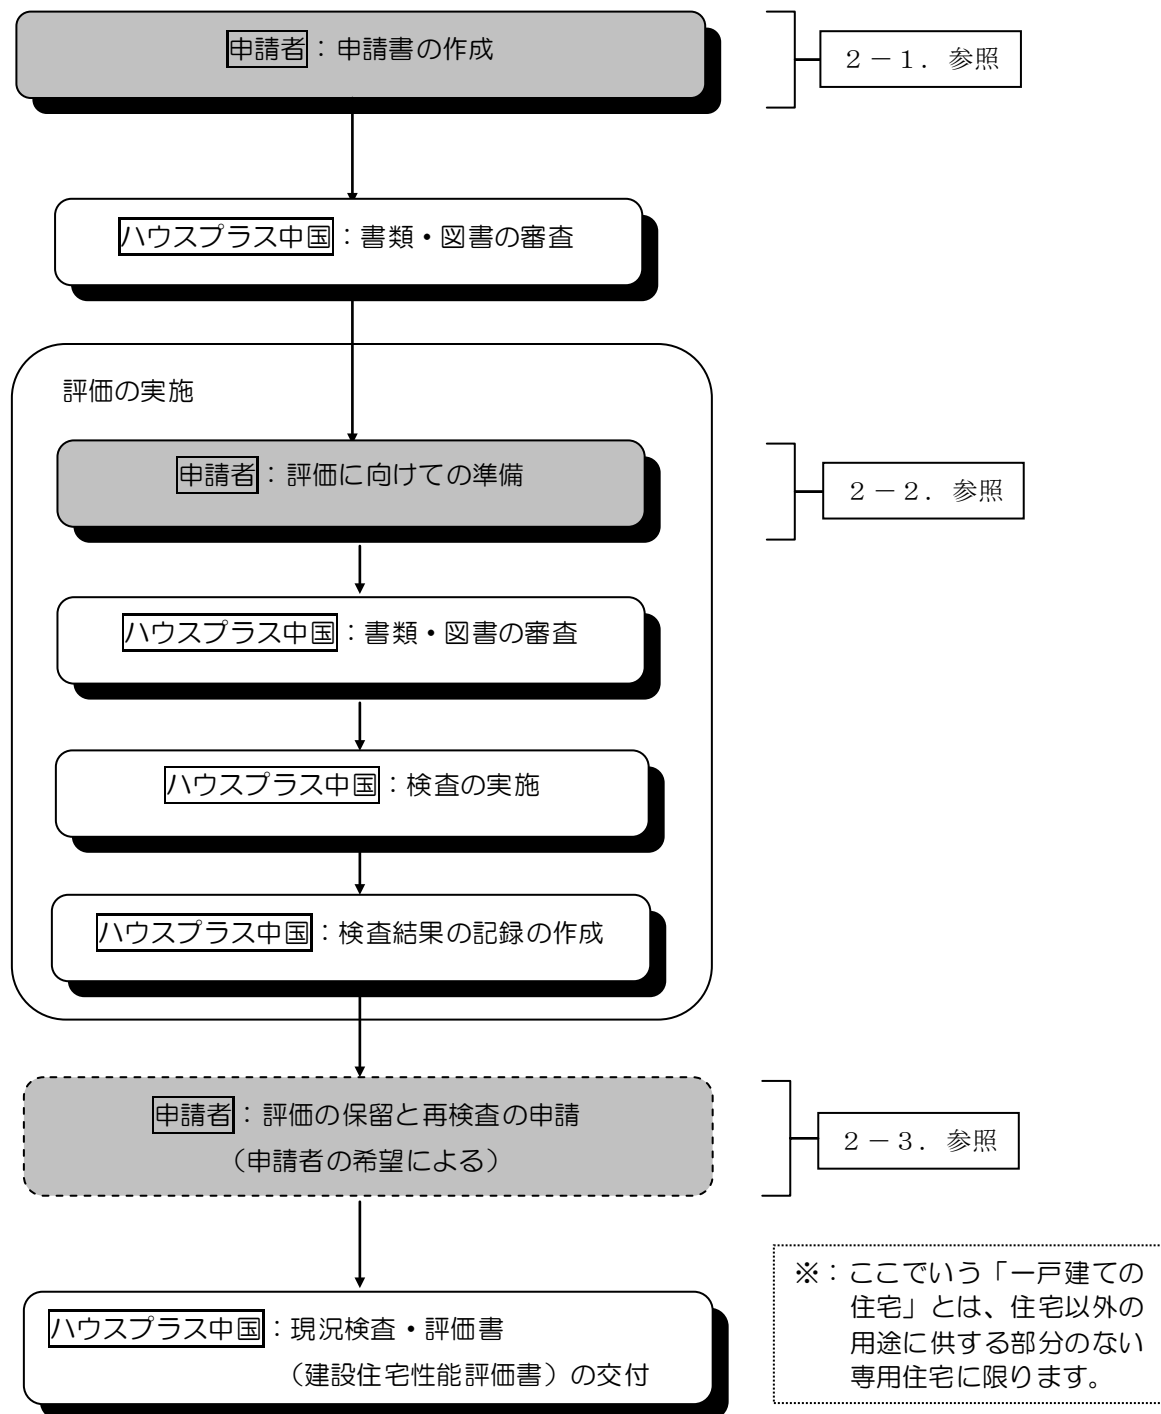 申請者：申請書の作成
２－１．参照
ハウスプラス中国：書類・図書の審査
評価の実施
申請者：評価に向けての準備
２－２．参照
ハウスプラス中国：書類・図書の審査
ハウスプラス中国：検査の実施
ハウスプラス中国：検査結果の記録の作成
申請者：評価の保留と再検査の申請
（申請者の希望による）
２－３．参照
ハウスプラス中国：現況検査・評価書
（建設住宅性能評価書）の交付
※：ここでいう「一戸建ての
住宅」とは、住宅以外の
用途に供する部分のない
専用住宅に限ります。